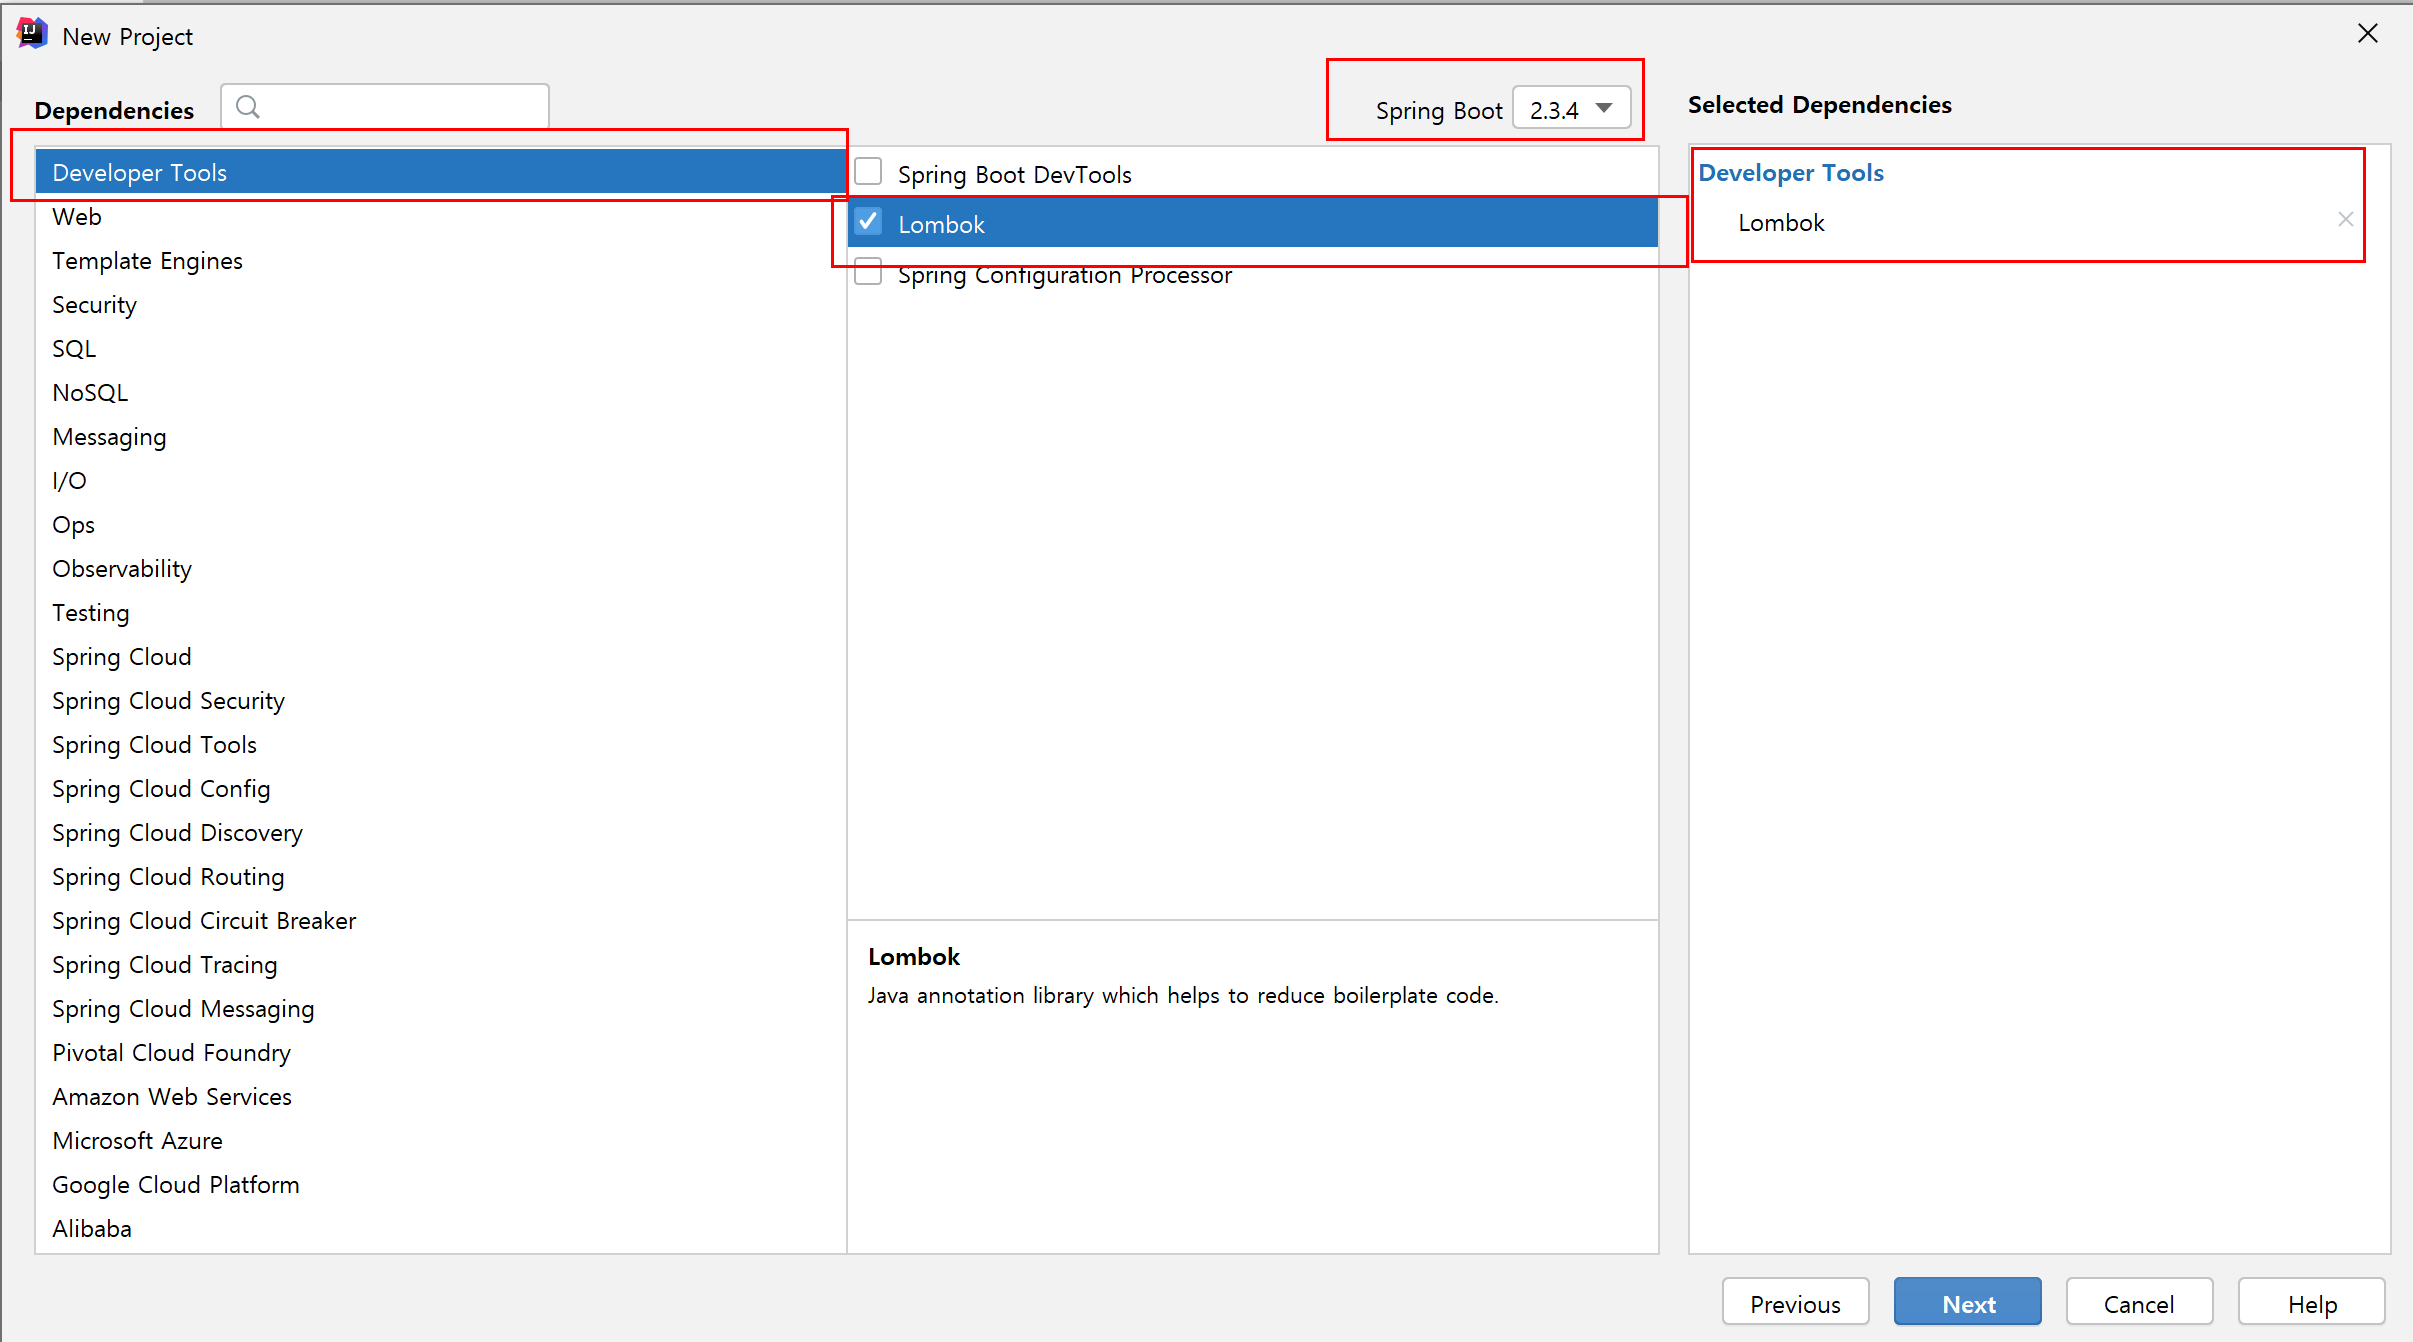 New Project
Dependencies
Spring Boot 2.3.4
Selected Dependencies
Developer Tools
Web
Template Engines
Security
SQL
NoSQL
Messaging
I/O
Ops
Observability
Testing
Spring Cloud
Spring Cloud Security
Spring Cloud Tools
Spring Cloud Config
Spring Cloud Discovery
Spring Cloud Routing
Spring Cloud Circuit Breaker
Spring Cloud Tracing
Spring Cloud Messaging
Pivotal Cloud Foundry
Amazon Web Services
Microsoft Azure
Google Cloud Platform
Alibaba
Spring Boot DevTools
Lombok
Spring Configuration Processor
Lombok
Java annotation library which helps to reduce boilerplate code.
Developer Tools
Lombok
Previous
Next
Cancel
Help